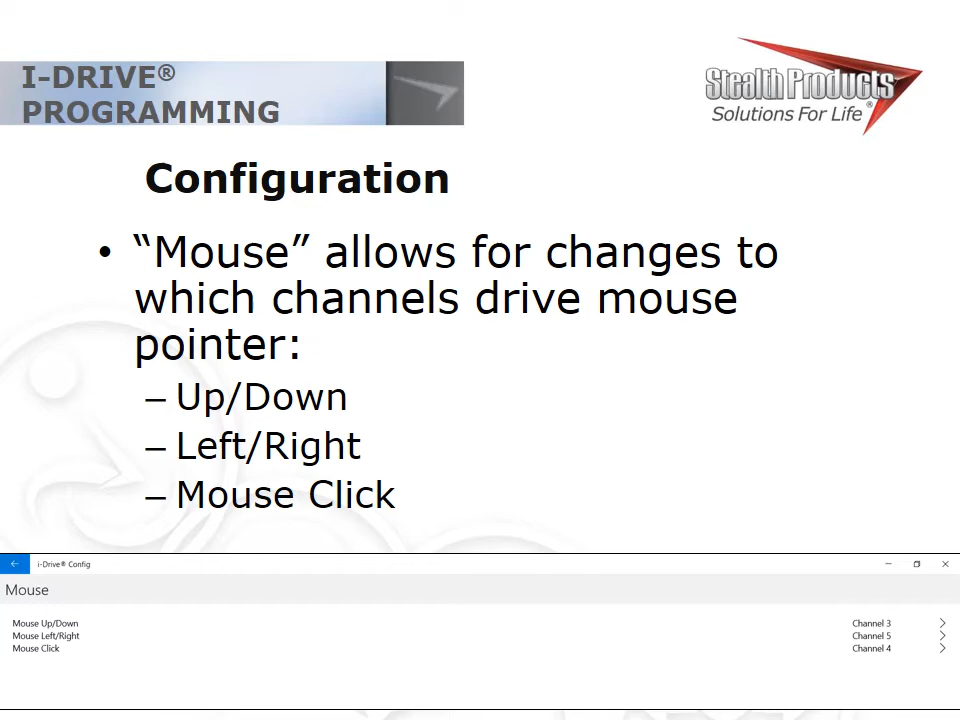 I-DRIVE®
PROGRAMMING
Stealth Products®
Solutions For Life
Configuration
• “Mouse” allows for changes to
which channels drive mouse
pointer:
– Up/Down
– Left/Right
– Mouse Click
i-Drive® Config
Mouse
Mouse Up/Down Channel 3
Mouse Left/Right Channel 5
Mouse Click Channel 4